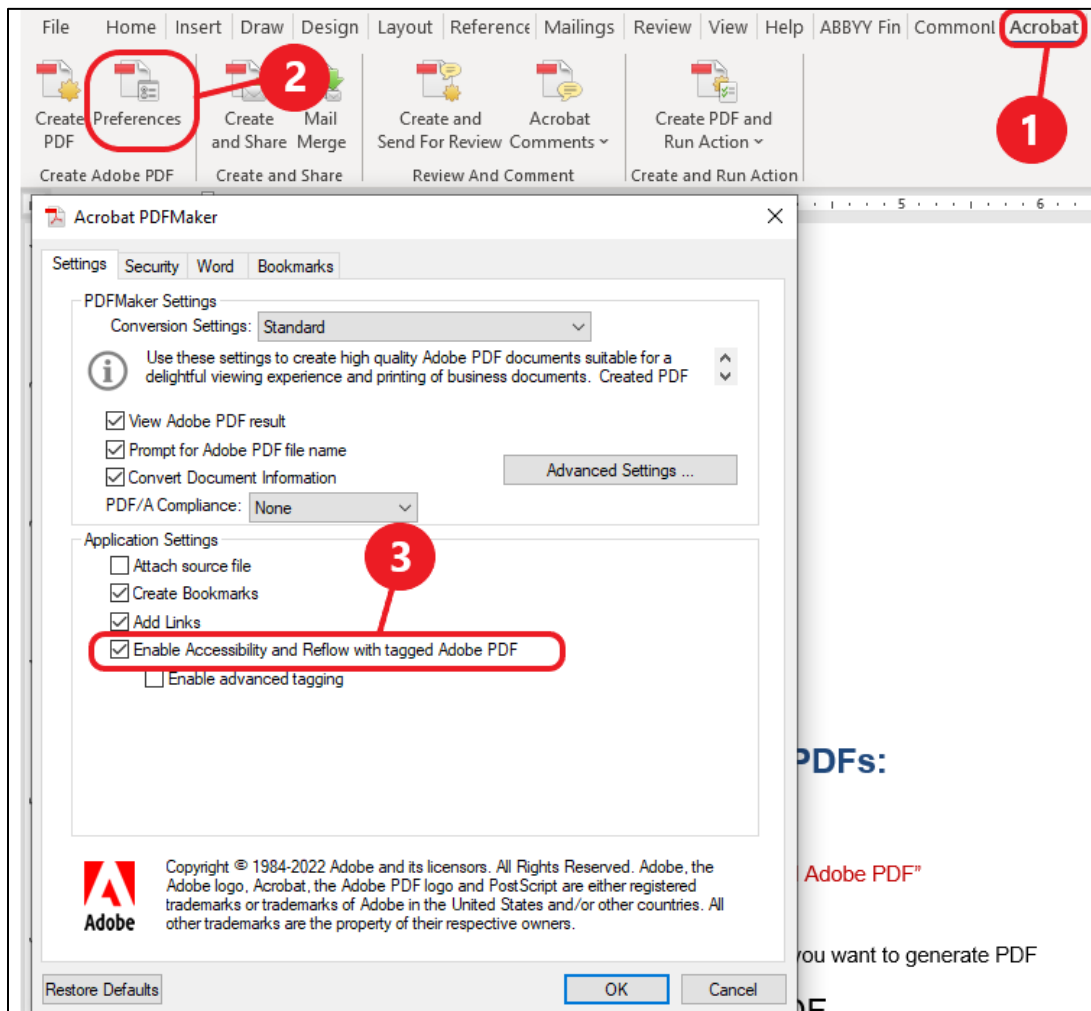 File Home Insert Draw Design Layout Reference Mailings Review View Help ABBYY Fin Commonl Acrobat
2
1
Create PDF
Preferences
Create and Share
Mail Merge
Create and Send For Review
Acrobat Comments
Create PDF and Run Action
Create Adobe PDF
Create and Share
Review And Comment
Create and Run Action
5 6
Acrobat PDFMaker
Settings Security Word Bookmarks
PDFMaker Settings
Conversion Settings: Standard
Use these settings to create high quality Adobe PDF documents suitable for a
delightful viewing experience and printing of business documents. Created PDF
View Adobe PDF result
Prompt for Adobe PDF file name
Convert Document Information
Advanced Settings ...
PDF/A Compliance: None
Application Settings
3
Attach source file
Create Bookmarks
Add Links
Enable Accessibility and Reflow with tagged Adobe PDF
Enable advanced tagging
PDFs:
Adobe PDF”
you want to generate PDF
Adobe
Copyright © 1984-2022 Adobe and its licensors. All Rights Reserved. Adobe, the
Adobe logo, Acrobat, the Adobe PDF logo and PostScript are either registered
trademarks or trademarks of Adobe in the United States and/or other countries. All
other trademarks are the property of their respective owners.
Restore Defaults
OK
Cancel